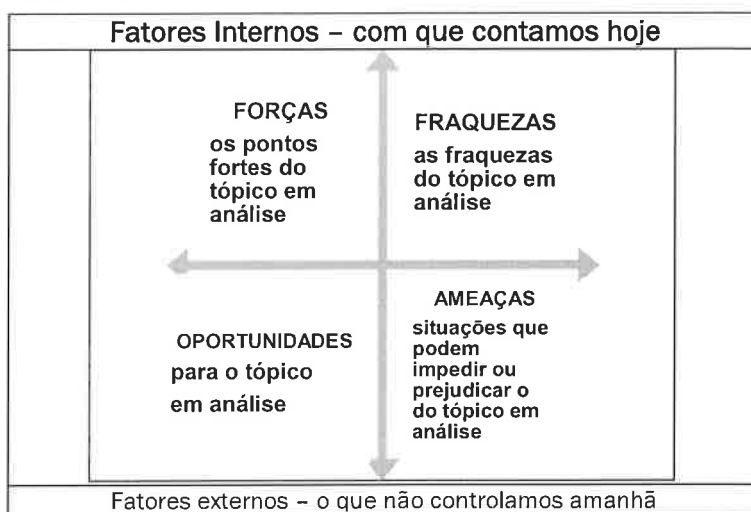 Fatores Internos – com que contamos hoje
FORÇAS
os pontos
fortes do
tópico em
análise
FRAQUEZAS
as fraquezas
do tópico em
análise
OPORTUNIDADES
para o tópico
em análise
AMEAÇAS
situações que
podem
impedir ou
prejudicar o
do tópico em
análise
Fatores externos – o que não controlamos amanhã